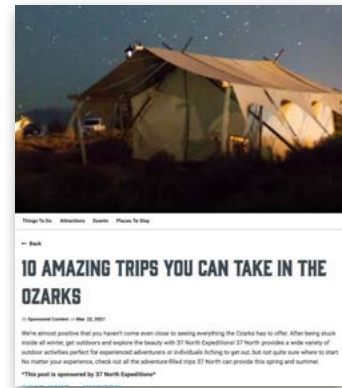 Things To Do Attractions Events Places To Stay
← Back
10 AMAZING TRIPS YOU CAN TAKE IN THE
OZARKS
By Sponsored Content on Mar 22, 2021
We're almost positive that you haven't come even close to seeing everything the Ozarks has to offer. After being stuck
inside all winter, get outdoors and explore the beauty with 37 North Expeditions! 37 North provides a wide variety of
outdoor activities perfect for experienced adventurers or individuals itching to get out, but not quite sure where to start.
No matter your experience, check out all the adventure-filled trips 37 North can provide this spring and summer.
*This post is sponsored by 37 North Expeditions*